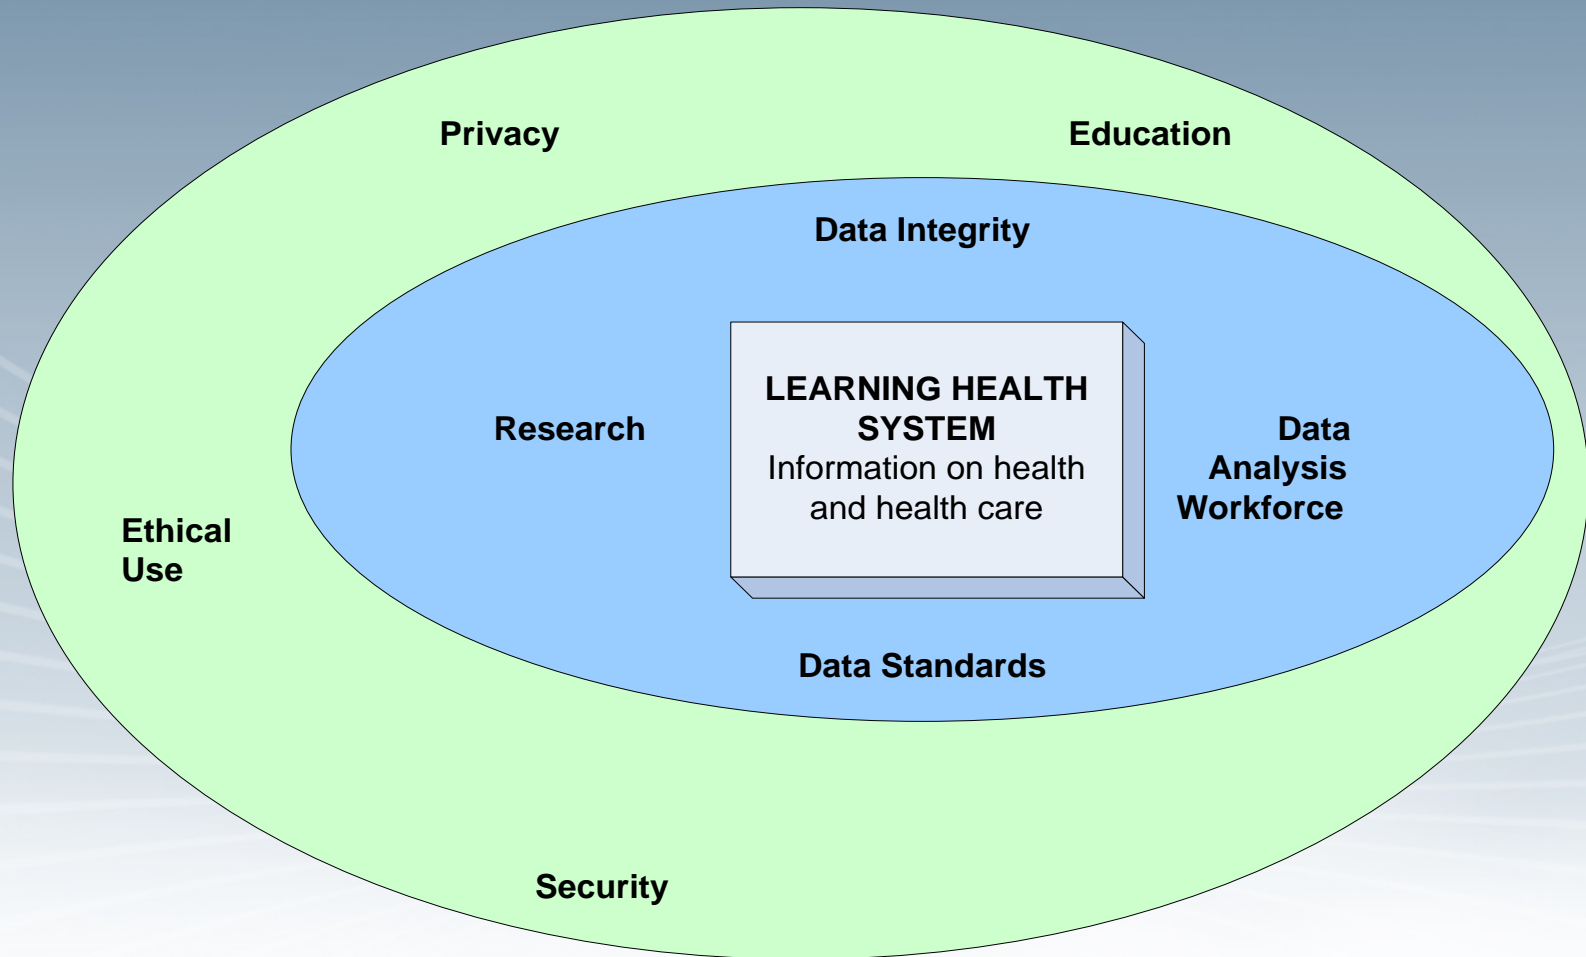 Privacy
Education
Data Integrity
LEARNING HEALTH
SYSTEM
Information on health
and health care
Research
Data
Analysis
Workforce
Ethical
Use
Data Standards
Security